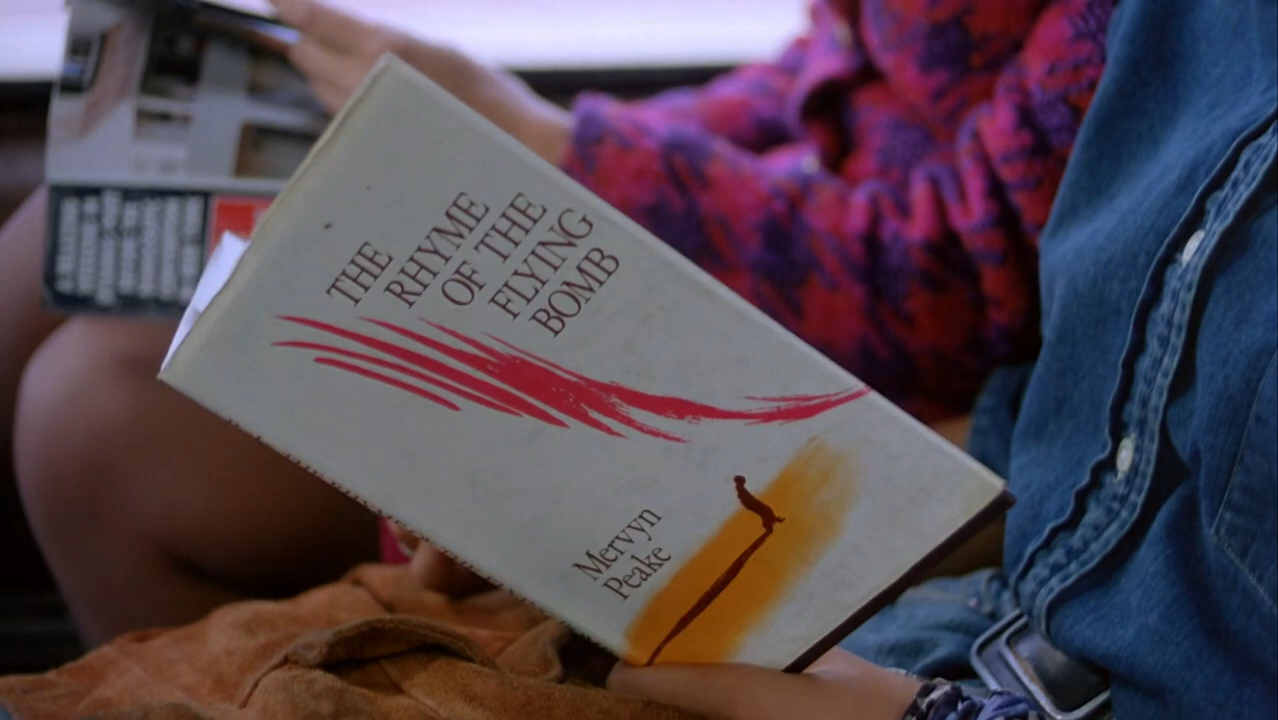 THE
RHYME
OF THE
FLYING
BOMB
Mervyn
Peake